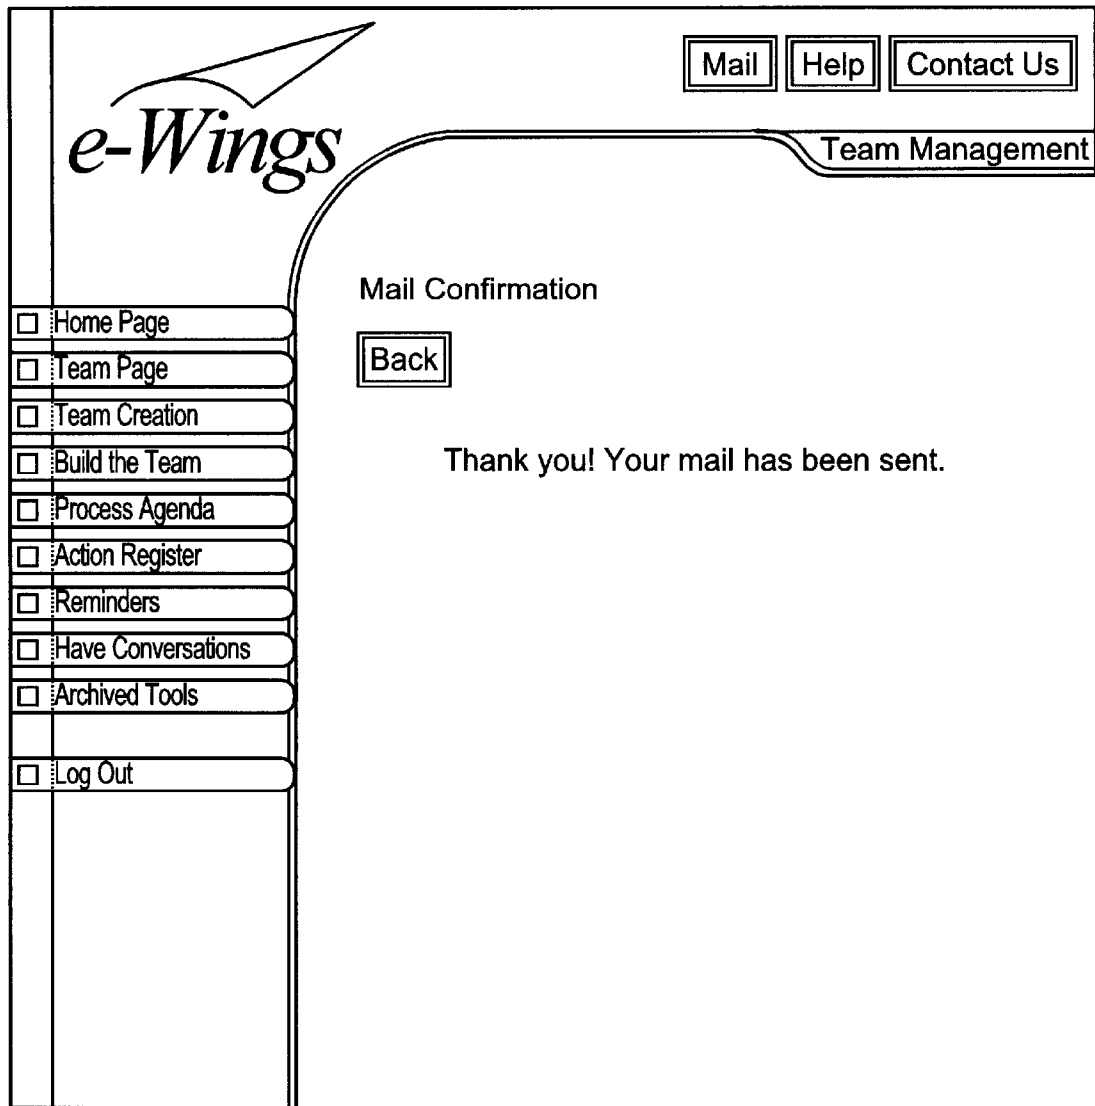 e-Wings
Mail Help Contact Us
Team Management
Mail Confirmation
Back
Thank you! Your mail has been sent.
Home Page
Team Page
Team Creation
Build the Team
Process Agenda
Action Register
Reminders
Have Conversations
Archived Tools
Log Out